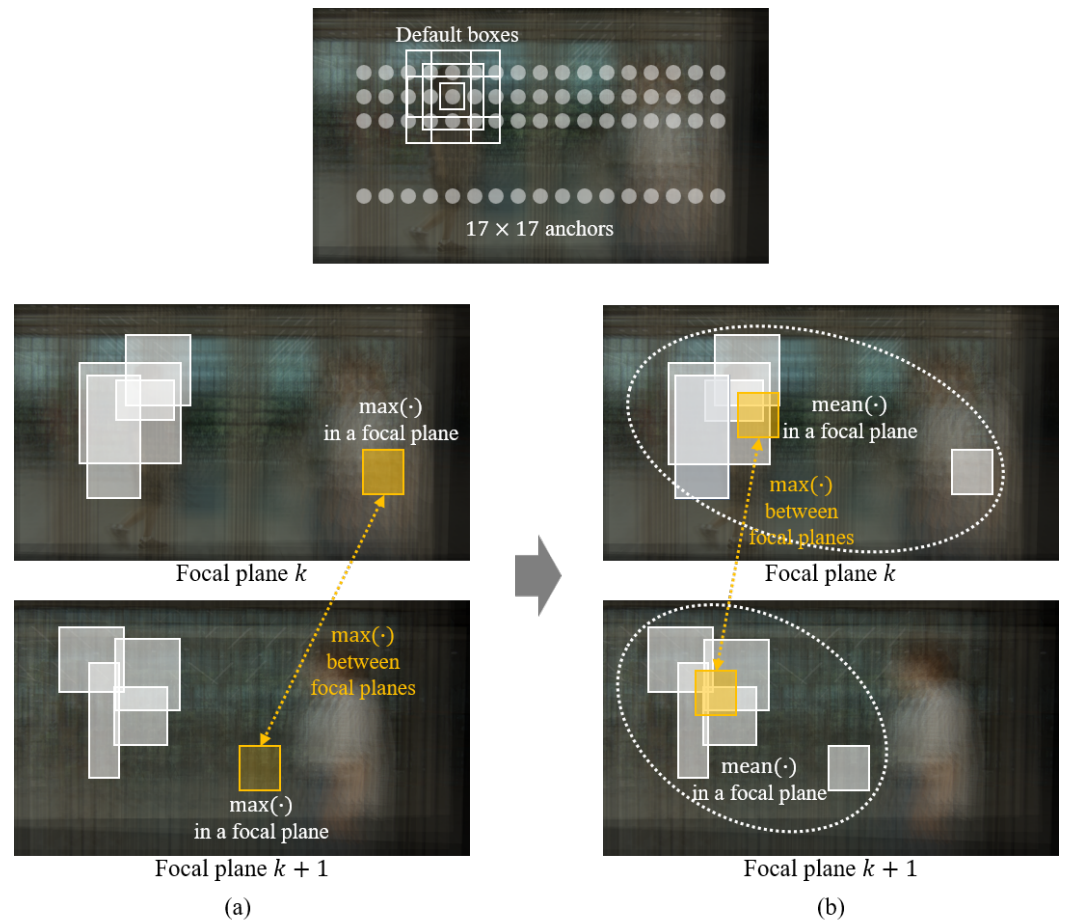 Default boxes
17 × 17 anchors
max(·)
in a focal plane
max(·)
between
focal planes
Focal plane k
max(·)
in a focal plane
Focal plane k + 1
(a)
mean(·)
in a focal plane
max(·)
between
focal planes
Focal plane k
mean(·)
in a focal plane
Focal plane k + 1
(b)